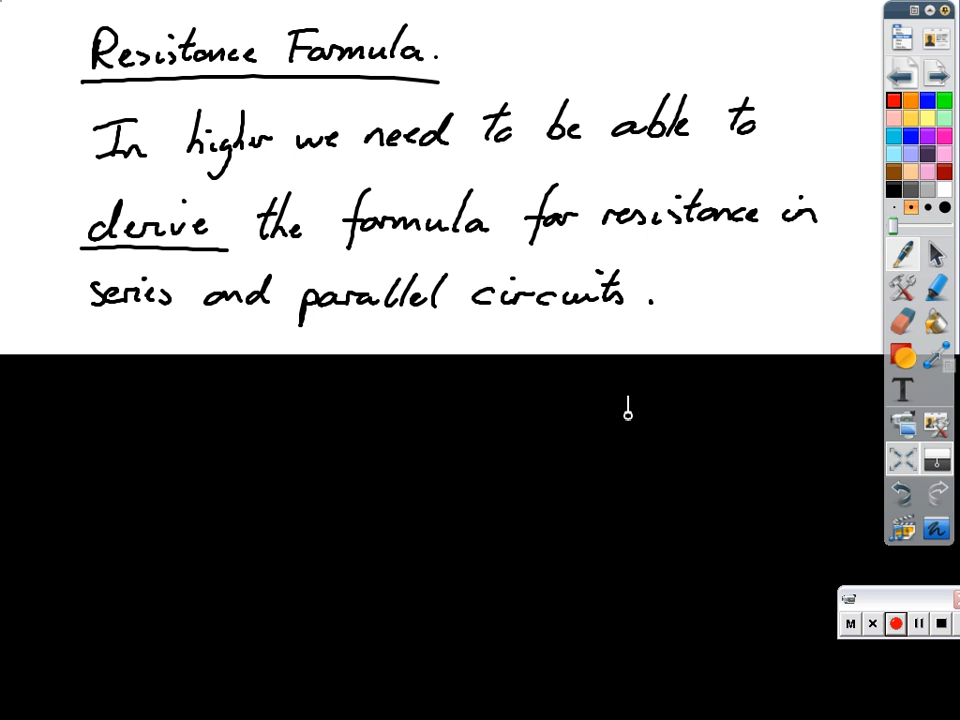 Resistance Formula.
In higher we need to be able to
derive the formula for resistance in
series and parallel circuits.
T
M